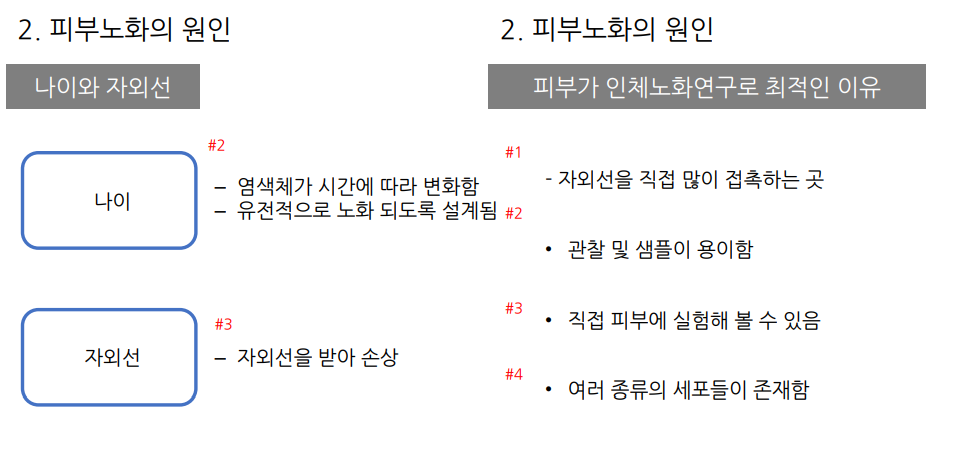 2. 피부노화의 원인
나이와 자외선
#2
나이
– 염색체가 시간에 따라 변화함
– 유전적으로 노화 되도록 설계됨
#3
자외선
– 자외선을 받아 손상
2. 피부노화의 원인
피부가 인체노화연구로 최적인 이유
#1
- 자외선을 직접 많이 접촉하는 곳
#2
• 관찰 및 샘플이 용이함
#3
• 직접 피부에 실험해 볼 수 있음
#4
• 여러 종류의 세포들이 존재함